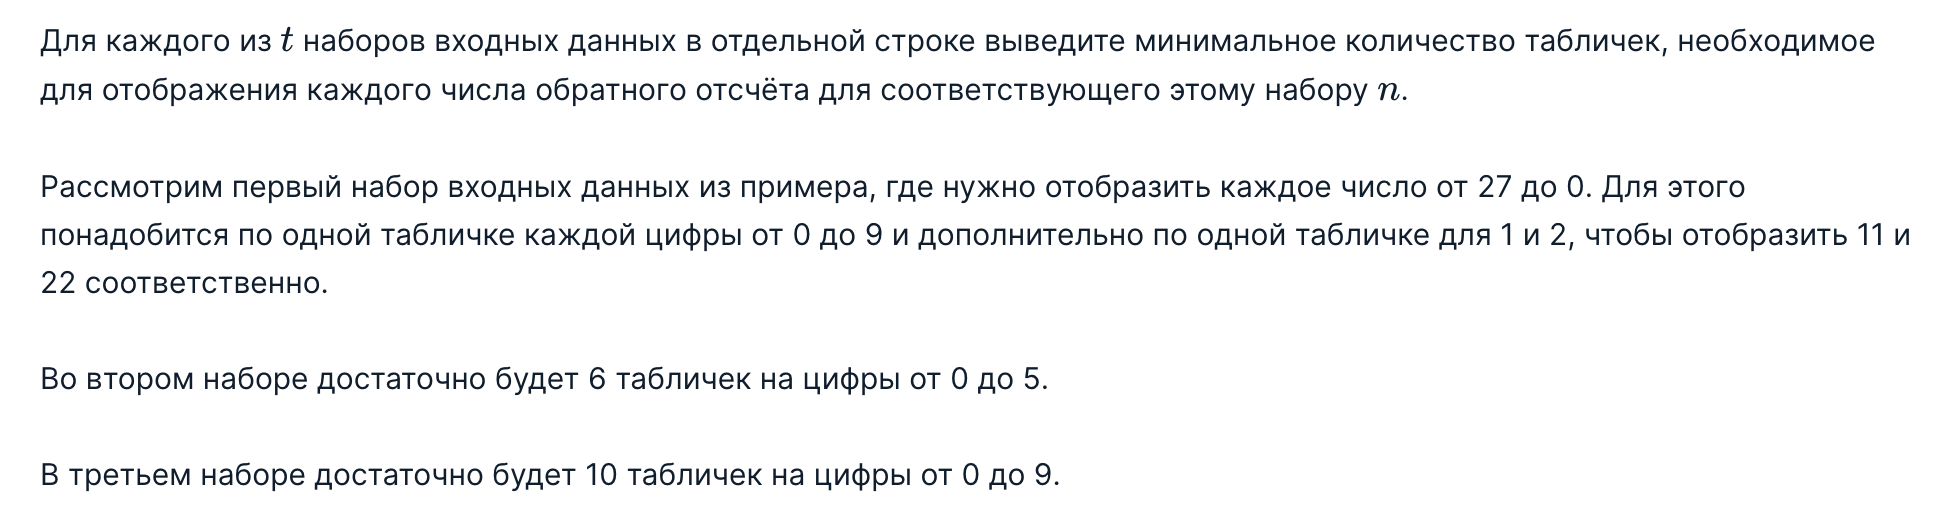 Для каждого из t наборов входных данных в отдельной строке выведите минимальное количество табличек, необходимое
для отображения каждого числа обратного отсчёта для соответствующего этому набору n.
Рассмотрим первый набор входных данных из примера, где нужно отобразить каждое число от 27 до 0. Для этого
понадобится по одной табличке каждой цифры от 0 до 9 и дополнительно по одной табличке для 1 и 2, чтобы отобразить 11 и
22 соответственно.
Во втором наборе достаточно будет 6 табличек на цифры от 0 до 5.
В третьем наборе достаточно будет 10 табличек на цифры от 0 до 9.